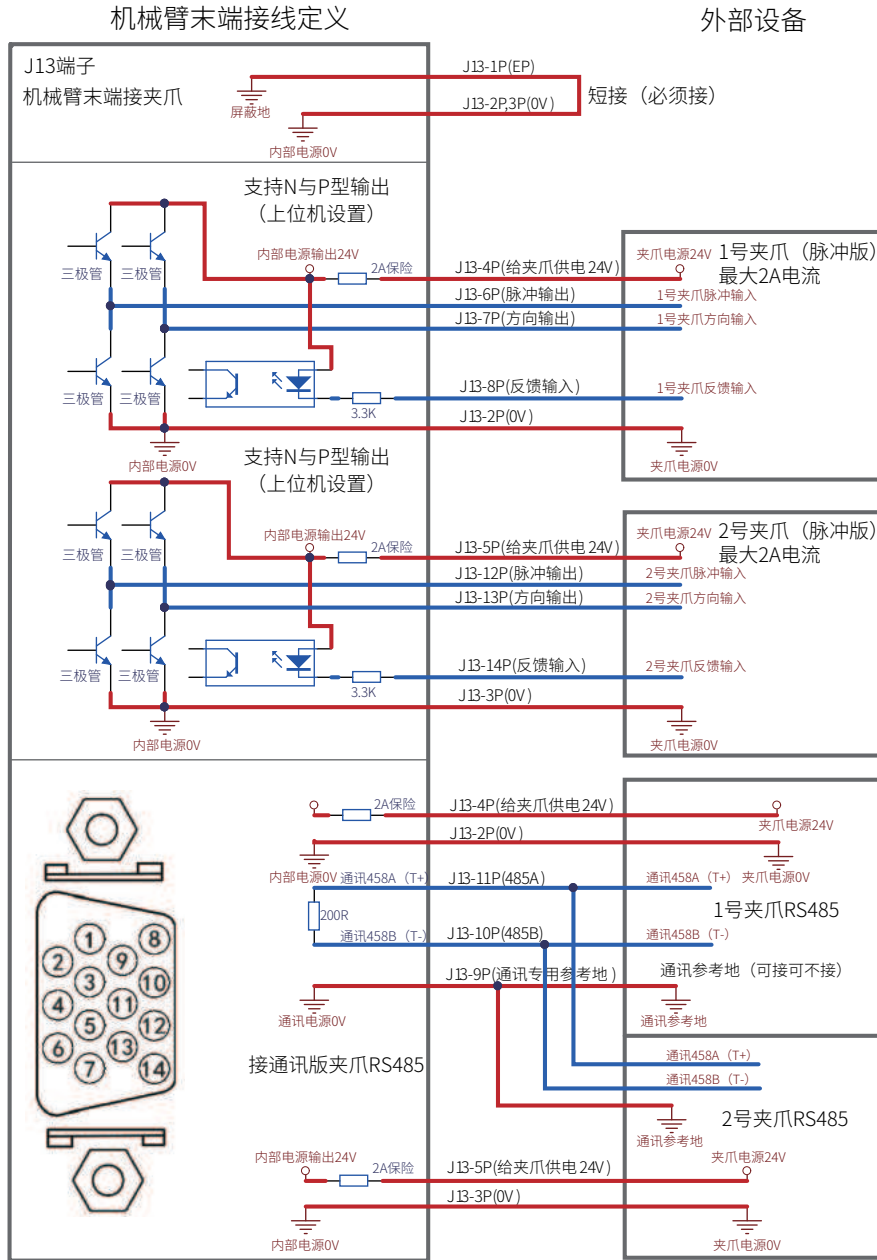 机械臂末端接线定义
外部设备
J13端子
机械臂末端接夹爪
J13-1P(EP)
J13-2P,3P(0V)
短接（必须接）
屏蔽地
内部电源0V
支持N与P型输出
（上位机设置）
内部电源输出24V
2A保险
J13-4P(给夹爪供电24V)
夹爪电源24V
1号夹爪（脉冲版）
最大2A电流
三极管
三极管
J13-6P(脉冲输出)
1号夹爪脉冲输入
J13-7P(方向输出)
1号夹爪方向输入
三极管
三极管
J13-8P(反馈输入)
1号夹爪反馈输入
3.3K
J13-2P(0V)
内部电源0V
夹爪电源0V
支持N与P型输出
（上位机设置）
内部电源输出24V
2A保险
J13-5P(给夹爪供电24V)
夹爪电源24V
2号夹爪（脉冲版）
最大2A电流
三极管
三极管
J13-12P(脉冲输出)
2号夹爪脉冲输入
J13-13P(方向输出)
2号夹爪方向输入
三极管
三极管
J13-14P(反馈输入)
2号夹爪反馈输入
3.3K
J13-3P(0V)
内部电源0V
夹爪电源0V
2A保险
J13-4P(给夹爪供电24V)
夹爪电源24V
J13-2P(0V)
内部电源0V
夹爪电源0V
通讯458A（T+）
J13-11P(485A)
通讯458A（T+）
200R
1号夹爪RS485
通讯458B（T-）
J13-10P(485B)
通讯458B（T-）
J13-9P(通讯专用参考地)
通讯参考地（可接可不接）
通讯电源0V
通讯参考地
1
8
2
9
3
10
4
11
5
12
6
13
7
14
接通讯版夹爪RS485
通讯458A（T+）
通讯458B（T-）
2号夹爪RS485
通讯参考地
内部电源输出24V
2A保险
J13-5P(给夹爪供电24V)
夹爪电源24V
J13-3P(0V)
内部电源0V
夹爪电源0V